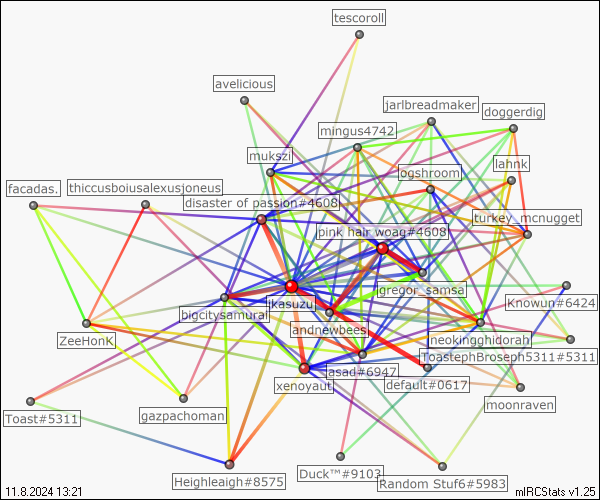 tescoroll
avelicious
jarlbreadmaker
doggerdig
mingus4742
mukszi
lahnk
ogshroom
facadas.
thiccusboiusalexusjoneus
disaster of passion#4608
turkey_mcnugget
pink hair woag#4608
gregor_samsa
jkasuzu
Knowun#6424
bigcitysamurai
andnewbees
neokingghidorah
ZeeHonK
ToastephBroseph5311#5311
Jasad#6947
xenoyaut
default#0617
moonraven
Toast#5311
gazpachoman
Heighleaigh#8575
Duck™#9103
Random Stuf6#5983
11.8.2024 13:21
mIRCStats v1.25